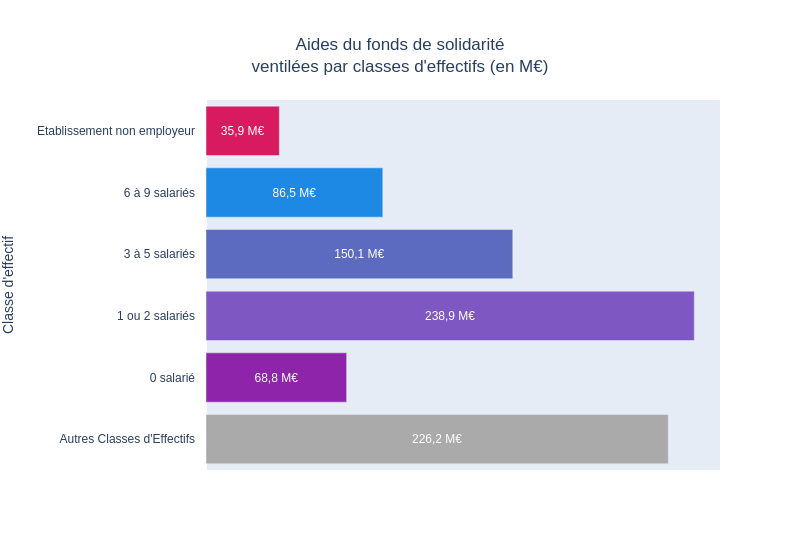 Aides du fonds de solidarité
ventilées par classes d'effectifs (en M€)
Classe d'effectif
Etablissement non employeur
35,9 M€
6 à 9 salariés
86,5 M€
3 à 5 salariés
150,1 M€
1 ou 2 salariés
238,9 M€
0 salarié
68,8 M€
Autres Classes d'Effectifs
226,2 M€